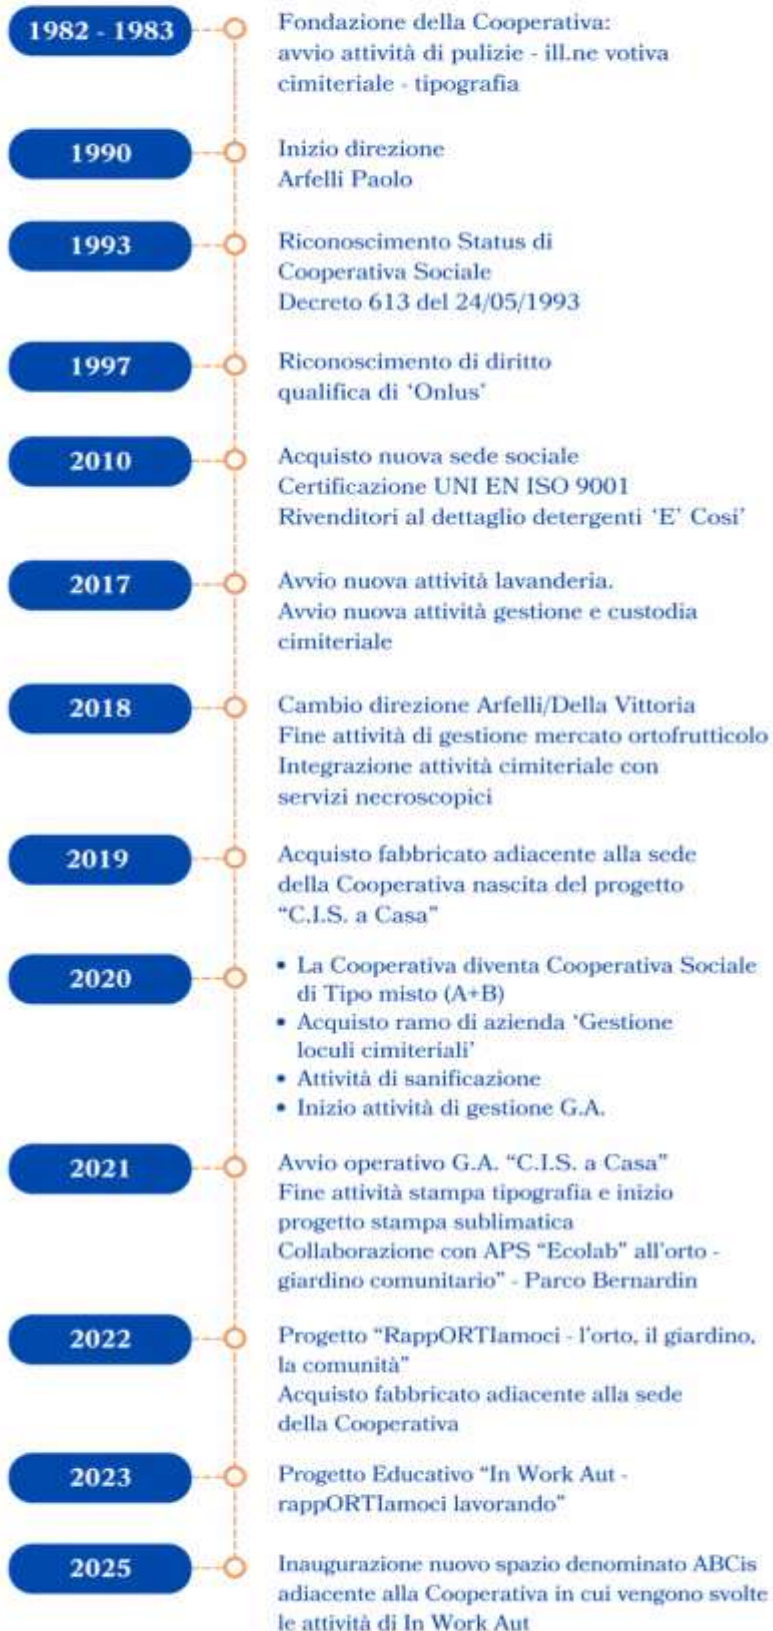 1982 - 1983
Fondazione della Cooperativa:
avvio attività di pulizie - ill.ne votiva
cimiteriale - tipografia
1990
Inizio direzione
Arfelli Paolo
1993
Riconoscimento Status di
Cooperativa Sociale
Decreto 613 del 24/05/1993
1997
Riconoscimento di diritto
qualifica di ‘Onlus’
2010
Acquisto nuova sede sociale
Certificazione UNI EN ISO 9001
Rivenditori al dettaglio detergenti ‘E’ Cosi’
2017
Avvio nuova attività lavanderia.
Avvio nuova attività gestione e custodia
cimiteriale
2018
Cambio direzione Arfelli/Della Vittoria
Fine attività di gestione mercato ortofrutticolo
Integrazione attività cimiteriale con
servizi necroscopici
2019
Acquisto fabbricato adiacente alla sede
della Cooperativa nascita del progetto
“C.I.S. a Casa”
2020
• La Cooperativa diventa Cooperativa Sociale
di Tipo misto (A+B)
• Acquisto ramo di azienda ‘Gestione
loculi cimiteriali’
• Attività di sanificazione
• Inizio attività di gestione G.A.
2021
Avvio operativo G.A. “C.I.S. a Casa”
Fine attività stampa tipografia e inizio
progetto stampa sublimatica
Collaborazione con APS “Ecolab” all’orto -
giardino comunitario” - Parco Bernardin
2022
Progetto “RappORTIamoci - l’orto, il giardino,
la comunità”
Acquisto fabbricato adiacente alla sede
della Cooperativa
2023
Progetto Educativo “In Work Aut -
rappORTIamoci lavorando”
2025
Inaugurazione nuovo spazio denominato ABCis
adiacente alla Cooperativa in cui vengono svolte
le attività di In Work Aut